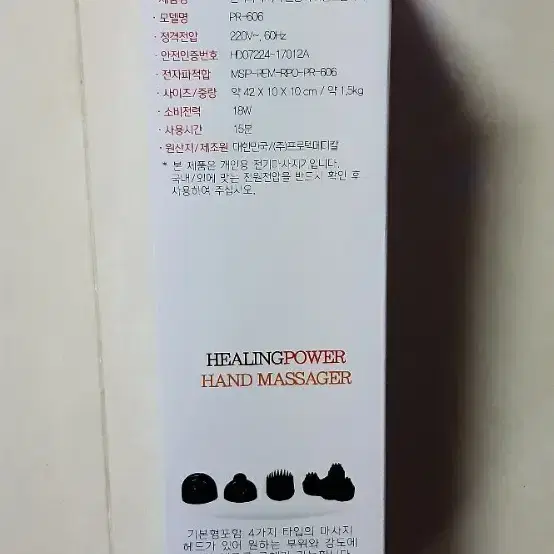 · 모델명 PR-606
· 정격전압 220V~, 60Hz
· 안전인증번호 HD07224-17012A
· 전자파적합 MSIP-REM-RPO-PR-606
· 사이즈/중량 약 42 X 10 X 10 cm / 약 1.5kg
· 소비전력 18W
· 사용시간 15분
· 원산지/제조원 대한민국/(주)프로텍메디칼
* 본 제품은 개인용 전기마사지기입니다.
국내/외에 맞는 전원전압을 반드시 확인 후
사용하여 주십시오.
HEALINGPOWER
HAND MASSAGER
기본형포함 4가지 타입의 마사지
헤드가 있어 원하는 부위와 강도에